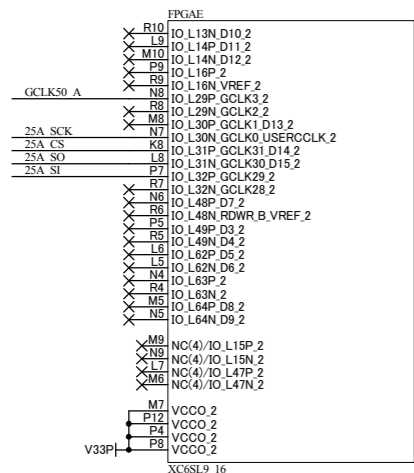 FPGAE
R10 IO_L13N_D10_2
L9 IO_L14P_D11_2
M10 IO_L14N_D12_2
P9 IO_L16P_2
R9 IO_L16N_VREF_2
GCLK50_A N8 IO_L29P_GCLK3_2
R8 IO_L29N_GCLK2_2
M8 IO_L30P_GCLK1_D13_2
25A_SCK N7 IO_L30N_GCLK0_USERCCLK_2
25A_CS K8 IO_L31P_GCLK31_D14_2
25A_SO L8 IO_L31N_GCLK30_D15_2
25A_SI P7 IO_L32P_GCLK29_2
R7 IO_L32N_GCLK28_2
N6 IO_L48P_D7_2
R6 IO_L48N_RDWR_B_VREF_2
P5 IO_L49P_D3_2
R5 IO_L49N_D4_2
L6 IO_L62P_D5_2
L5 IO_L62N_D6_2
N4 IO_L63P_2
R4 IO_L63N_2
M5 IO_L64P_D8_2
N5 IO_L64N_D9_2
M9 NC(4)/IO_L15P_2
N9 NC(4)/IO_L15N_2
L7 NC(4)/IO_L47P_2
M6 NC(4)/IO_L47N_2
M7 VCCO_2
P12 VCCO_2
P4 VCCO_2
V33P P8 VCCO_2
XC6SL9_16